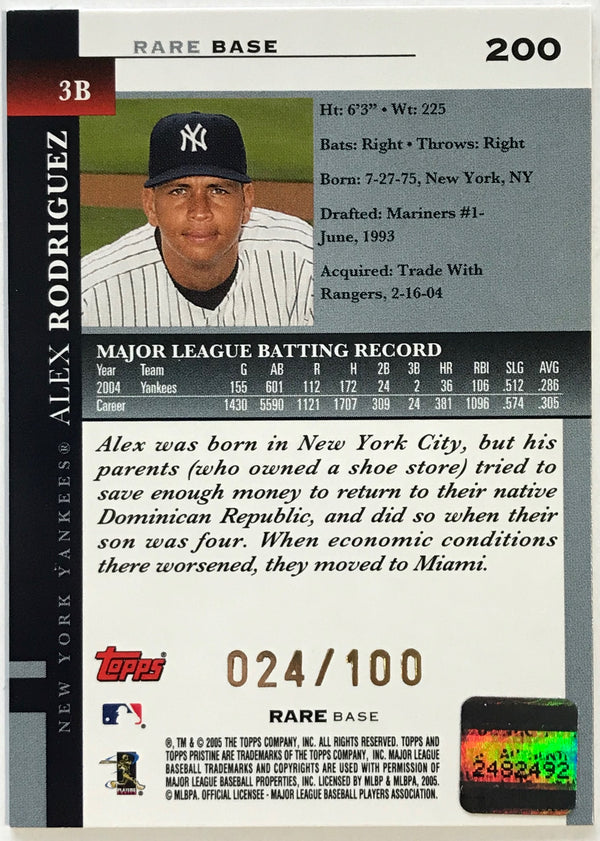 RARE BASE
200
3B
NEW YORK YANKEES® ALEX RODRIGUEZ
NY
Ht: 6'3" • Wt: 225
Bats: Right • Throws: Right
Born: 7-27-75, New York, NY
Drafted: Mariners #1-
June, 1993
Acquired: Trade With
Rangers, 2-16-04
MAJOR LEAGUE BATTING RECORD
Year Team G AB R H 2B 3B HR RBI SLG AVG
2004 Yankees 155 601 112 172 24 2 36 106 .512 .286
Career 1430 5590 1121 1707 309 24 381 1096 .574 .305
Alex was born in New York City, but his
parents (who owned a shoe store) tried to
save enough money to return to their native
Dominican Republic, and did so when their
son was four. When economic conditions
there worsened, they moved to Miami.
Topps
024/100
RARE BASE
®, TM & © 2005 THE TOPPS COMPANY, INC. ALL RIGHTS RESERVED. TOPPS AND
TOPPS PRISTINE ARE TRADEMARKS OF THE TOPPS COMPANY, INC. MAJOR LEAGUE
BASEBALL TRADEMARKS AND COPYRIGHTS ARE USED WITH PERMISSION OF
MAJOR LEAGUE BASEBALL PROPERTIES, INC. LICENSED BY MLBP & MLBPA, 2005.
© MLBPA. OFFICIAL LICENSEE - MAJOR LEAGUE BASEBALL PLAYERS ASSOCIATION.
PLAYERS
2482492